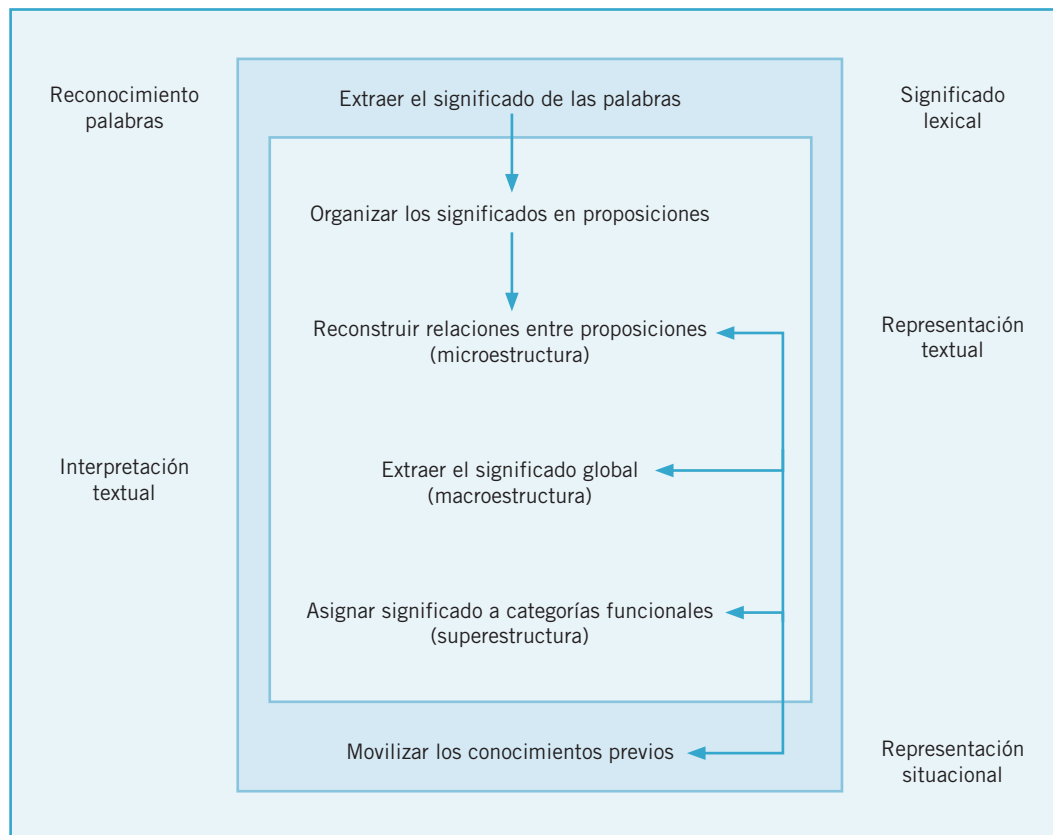 Reconocimiento
palabras
Extraer el significado de las palabras
Significado
lexical
Organizar los significados en proposiciones
Reconstruir relaciones entre proposiciones
(microestructura)
Representación
textual
Interpretación
textual
Extraer el significado global
(macroestructura)
Asignar significado a categorías funcionales
(superestructura)
Movilizar los conocimientos previos
Representación
situacional